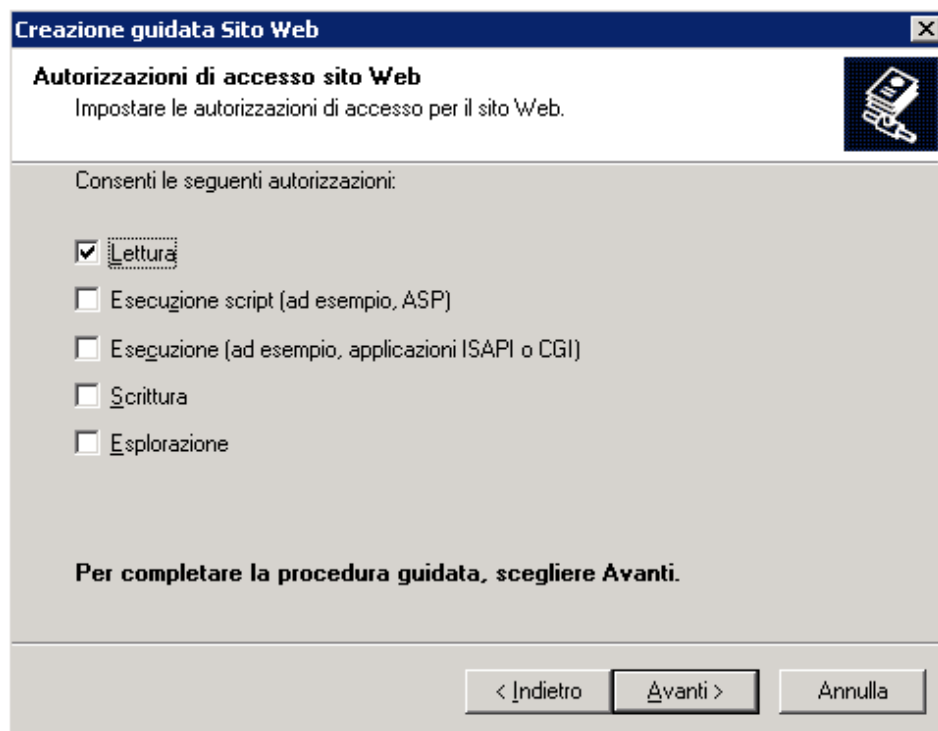 Creazione guidata Sito Web
Autorizzazioni di accesso sito Web
Impostare le autorizzazioni di accesso per il sito Web.
Consenti le seguenti autorizzazioni:
Lettura
Esecuzione script (ad esempio, ASP)
Esecuzione (ad esempio, applicazioni ISAPI o CGI)
Scrittura
Esplorazione
Per completare la procedura guidata, scegliere Avanti.
< Indietro
Avanti >
Annulla